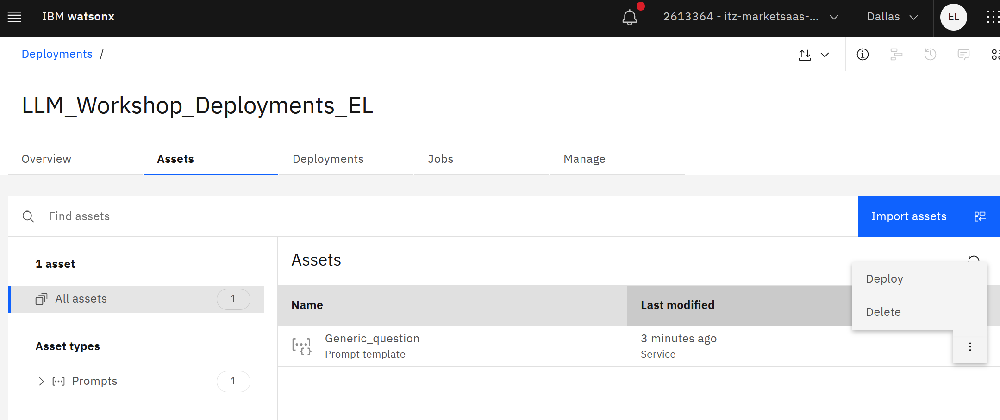 IBM watsonx
2613364 - itz-marketsaas-...
Dallas
EL
Deployments /
LLM_Workshop_Deployments_EL
Overview
Assets
Deployments
Jobs
Manage
Find assets
Import assets
1 asset
All assets
1
Asset types
Prompts
1
Assets
Deploy
Delete
Name
Last modified
Generic_question
Prompt template
3 minutes ago
Service